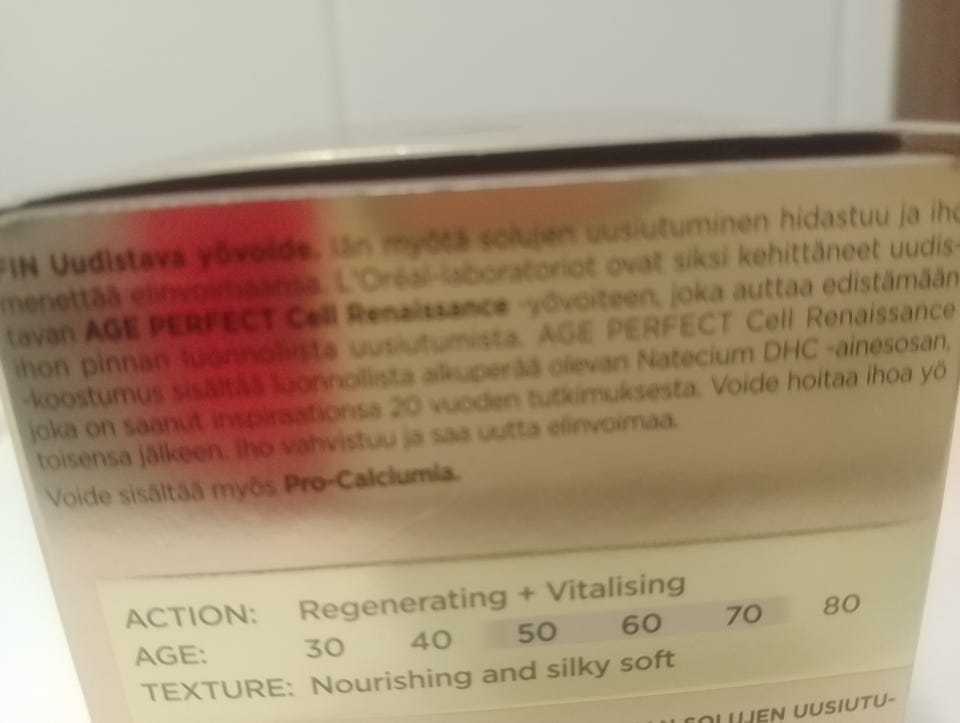 FIN Uudistava yövoide. Iän myötä solujen uusiutuminen hidastuu ja iho
menettää elinvoimaansa. L'Oréal-laboratoriot ovat siksi kehittäneet uudis-
tavan AGE PERFECT Cell Renaissance -yövoiteen, joka auttaa edistämään
ihon pinnan luonnollista uusiutumista. AGE PERFECT Cell Renaissance
-koostumus sisältää luonnollista alkuperää olevan Natecium DHC -ainesosan,
joka on saanut inspiraationsa 20 vuoden tutkimuksesta. Voide hoitaa ihoa yö
toisensa jälkeen. Iho vahvistuu ja saa uutta elinvoimaa.
Voide sisältää myös Pro-Calciumia.
ACTION: Regenerating + Vitalising
AGE: 30 40 50 60 70 80
TEXTURE: Nourishing and silky soft
SOLUJEN UUSIUTU-